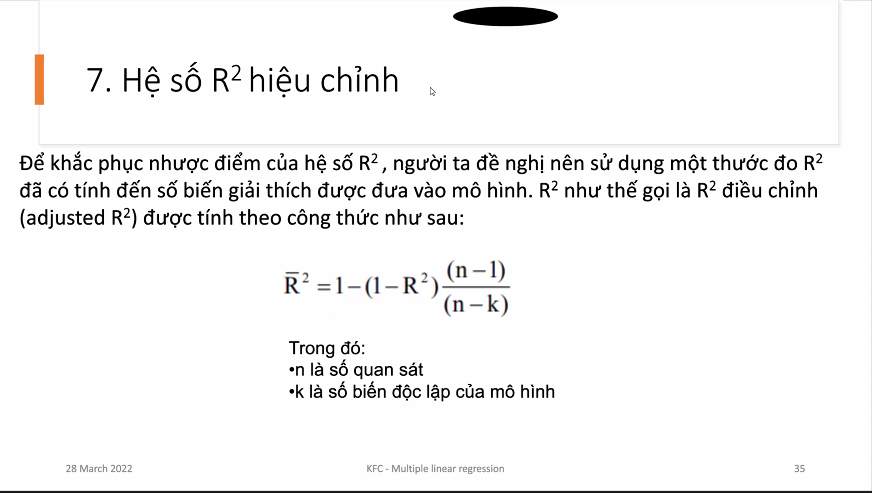 7. Hệ số R² hiệu chỉnh
Để khắc phục nhược điểm của hệ số R² , người ta đề nghị nên sử dụng một thước đo R²
đã có tính đến số biến giải thích được đưa vào mô hình. R² như thế gọi là R² điều chỉnh
(adjusted R²) được tính theo công thức như sau:
R̅² = 1 – (1 – R²) (n – 1) / (n – k)
Trong đó:
•n là số quan sát
•k là số biến độc lập của mô hình
28 March 2022
KFC - Multiple linear regression
35